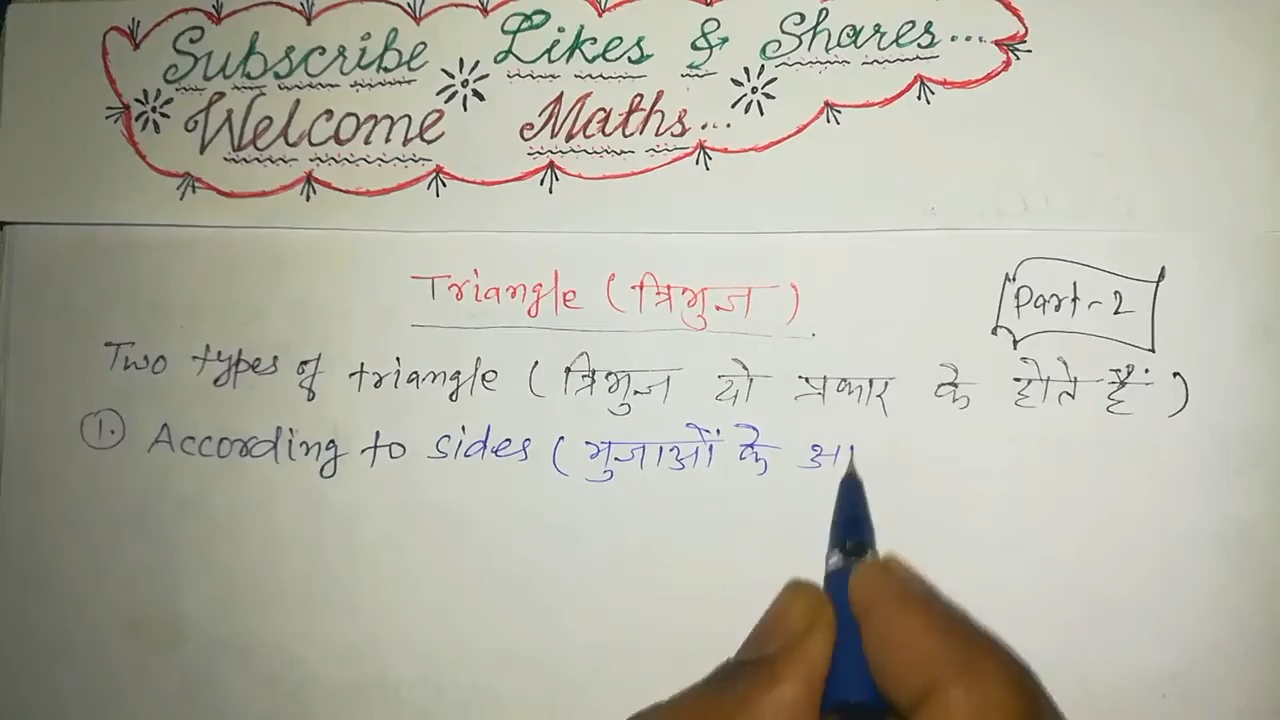 Subscribe Likes & Shares...
Welcome Maths...
Triangle (त्रिभुज)
Part-2
Two types of triangle (त्रिभुज दो प्रकार के होते हैं)
1. According to sides (भुजाओं के आ